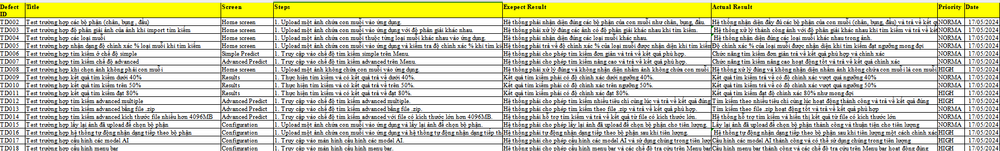 Defect ID Title Screen Steps Exepect Result Actual Result Priority Date
TD002 Test trường hợp các bộ phận (chân, bụng , đầu) Home screen 1. Upload một ảnh chứa con muỗi vào ứng dụng. Hệ thống phải nhận diện đúng các bộ phận của con muỗi như chân, bụng, đầu. Hệ thống nhận diện đầy đủ các bộ phận của con muỗi (chân, bụng, đầu) và trả về kết NORMA 17/05/2024
TD003 Test trường hợp độ phân giải ảnh của ảnh khi import tìm kiếm Home screen 1. Upload một ảnh chứa con muỗi vào ứng dụng với độ phân giải khác nhau. Hệ thống phải xử lý đúng các ảnh có độ phân giải khác nhau khi tìm kiếm. Hệ thống xử lý thành công ảnh với độ phân giải khác nhau khi tìm kiếm và trả về NORMA 17/05/2024
TD004 Test trường hợp các loại muỗi Home screen 1. Upload một ảnh chứa con muỗi thuộc từng loại muỗi khác nhau vào ứng dụng. Hệ thống phải nhận diện đúng các loại muỗi khác nhau. Hệ thống nhận diện đúng các loại muỗi khác nhau trong ảnh. NORMA 17/05/2024
TD005 Test trường hợp nhận dạng độ chính xác % loại muỗi khi tìm kiếm Home screen 1. Upload một ảnh chứa con muỗi vào ứng dụng và kiểm tra độ chính xác % khi tìm Hệ thống phải trả về độ chính xác % của loại muỗi được nhận diện khi tìm Độ chính xác % của loại muỗi được nhận diện khi tìm kiếm đạt ngưỡng mong đợi NORMA 17/05/2024
TD006 Test trường hợp tìm kiếm ở chế độ simple Simple Predict 1. Truy cập vào chế độ tìm kiếm simple trên Menu. Hệ thống phải cho phép tìm kiếm đơn giản và trả về kết quả phù hợp. Chức năng tìm kiếm đơn giản trả về kết quả phù hợp và chính xác NORMA 17/05/2024
TD007 Test trường hợp tìm kiếm chế độ advanced Advanced Predict 1. Truy cập vào chế độ tìm kiếm advanced trên Menu. Hệ thống phải cho phép tìm kiếm nâng cao và trả về kết quả phù hợp. Chức năng tìm kiếm nâng cao hoạt động tốt và trả về kết quả chính xác NORMA 17/05/2024
TD008 Test trường hợp khi chọn ảnh không phải con muỗi Home screen 1. Upload một ảnh không chứa con muỗi vào ứng dụng. Hệ thống phải xử lý đúng và không nhận diện nhầm ảnh không chứa con muỗi Hệ thống xử lý đúng và không nhận diện nhầm ảnh không chứa con muỗi là con muỗi HIGH 17/05/2024
TD009 Test trường hợp kết quả tìm kiếm dưới 40% Results 1. Thực hiện tìm kiếm và có kết quả trả về dưới 40%. Kết quả tìm kiếm phải có độ chính xác dưới ngưỡng 40%. Kết quả tìm kiếm trả về có độ chính xác vượt quá ngưỡng 40% NORMA 17/05/2024
TD010 Test trường hợp kết quả tìm kiếm trên 50% Results 1. Thực hiện tìm kiếm và có kết quả trả về trên 50%. Kết quả tìm kiếm phải có độ chính xác trên ngưỡng 50%. Kết quả tìm kiếm trả về có độ chính xác vượt quá ngưỡng 50% NORMA 17/05/2024
TD011 Test trường hợp kết quả tìm kiếm đạt 80% Results 1. Thực hiện tìm kiếm và có kết quả trả về đạt 80%. Kết quả tìm kiếm phải có độ chính xác đạt 80%. Kết quả tìm kiếm đạt độ chính xác 80% như mong đợi HIGH 17/05/2024
TD012 Test trường hợp tìm kiếm advanced multiple Advanced Predict 1. Truy cập vào chế độ tìm kiếm advanced multiple. Hệ thống phải cho phép tìm kiếm nhiều tiêu chí cùng lúc và trả về kết quả đúng Tìm kiếm theo nhiều tiêu chí cùng lúc hoạt động thành công và trả về kết quả đúng HIGH 17/05/2024
TD013 Test trường hợp tìm kiếm advanced bằng file .zip Advanced Predict 1. Truy cập vào chế độ tìm kiếm advanced bằng file .zip. Hệ thống phải cho phép tìm kiếm theo file .zip và trả về kết quả phù hợp. Tìm kiếm theo file .zip hoạt động tốt và trả về kết quả phù hợp NORMA 17/05/2024
TD014 Test trường hợp tìm kiếm advanced kích thước file nhiều hơn 4096MB Advanced Predict 1. Truy cập vào chế độ tìm kiếm advanced với file có kích thước lớn hơn 4096MB. Hệ thống phải hỗ trợ tìm kiếm và trả về kết quả từ file có kích thước lớn. Hệ thống hỗ trợ tìm kiếm và hiển thị kết quả từ file có kích thước lớn NORMA 17/05/2024
TD015 Test trường hợp lấy lại ảnh đã upload để chọn bộ phận Configuration 1. Upload một ảnh chứa con muỗi vào ứng dụng và lấy lại ảnh để chọn bộ phận. Hệ thống phải cho phép lấy lại ảnh đã upload để chọn bộ phận cho tiên lượng. Lấy lại ảnh đã upload để chọn bộ phận thành công và thuận tiện cho tiên lượng NORMA 17/05/2024
TD016 Test trường hợp hệ thống tự động nhận dạng tiếp theo bộ phận Configuration 1. Upload một ảnh chứa con muỗi vào ứng dụng và hệ thống tự động nhận dạng tiếp Hệ thống phải tự động nhận dạng tiếp theo bộ phận sau khi tiên lượng. Hệ thống tự động nhận dạng tiếp theo bộ phận sau khi tiên lượng một cách chính xác HIGH 17/05/2024
TD017 Test trường hợp cấu hình các model AI Configuration 1. Truy cập vào màn hình cấu hình các model AI. Hệ thống phải cho phép cấu hình các model AI và sử dụng chúng trong tiên Cấu hình các model AI thành công và có thể sử dụng chúng trong tiên lượng HIGH 17/05/2024
TD018 Test trường hợp cấu hình menu bar Configuration 1. Truy cập vào màn hình cấu hình menu bar. Hệ thống phải cho phép cấu hình menu bar và các chế độ tra cứu trên Menu bar Cấu hình menu bar thành công và các chế độ tra cứu trên Menu bar hoạt động đúng HIGH 17/05/2024